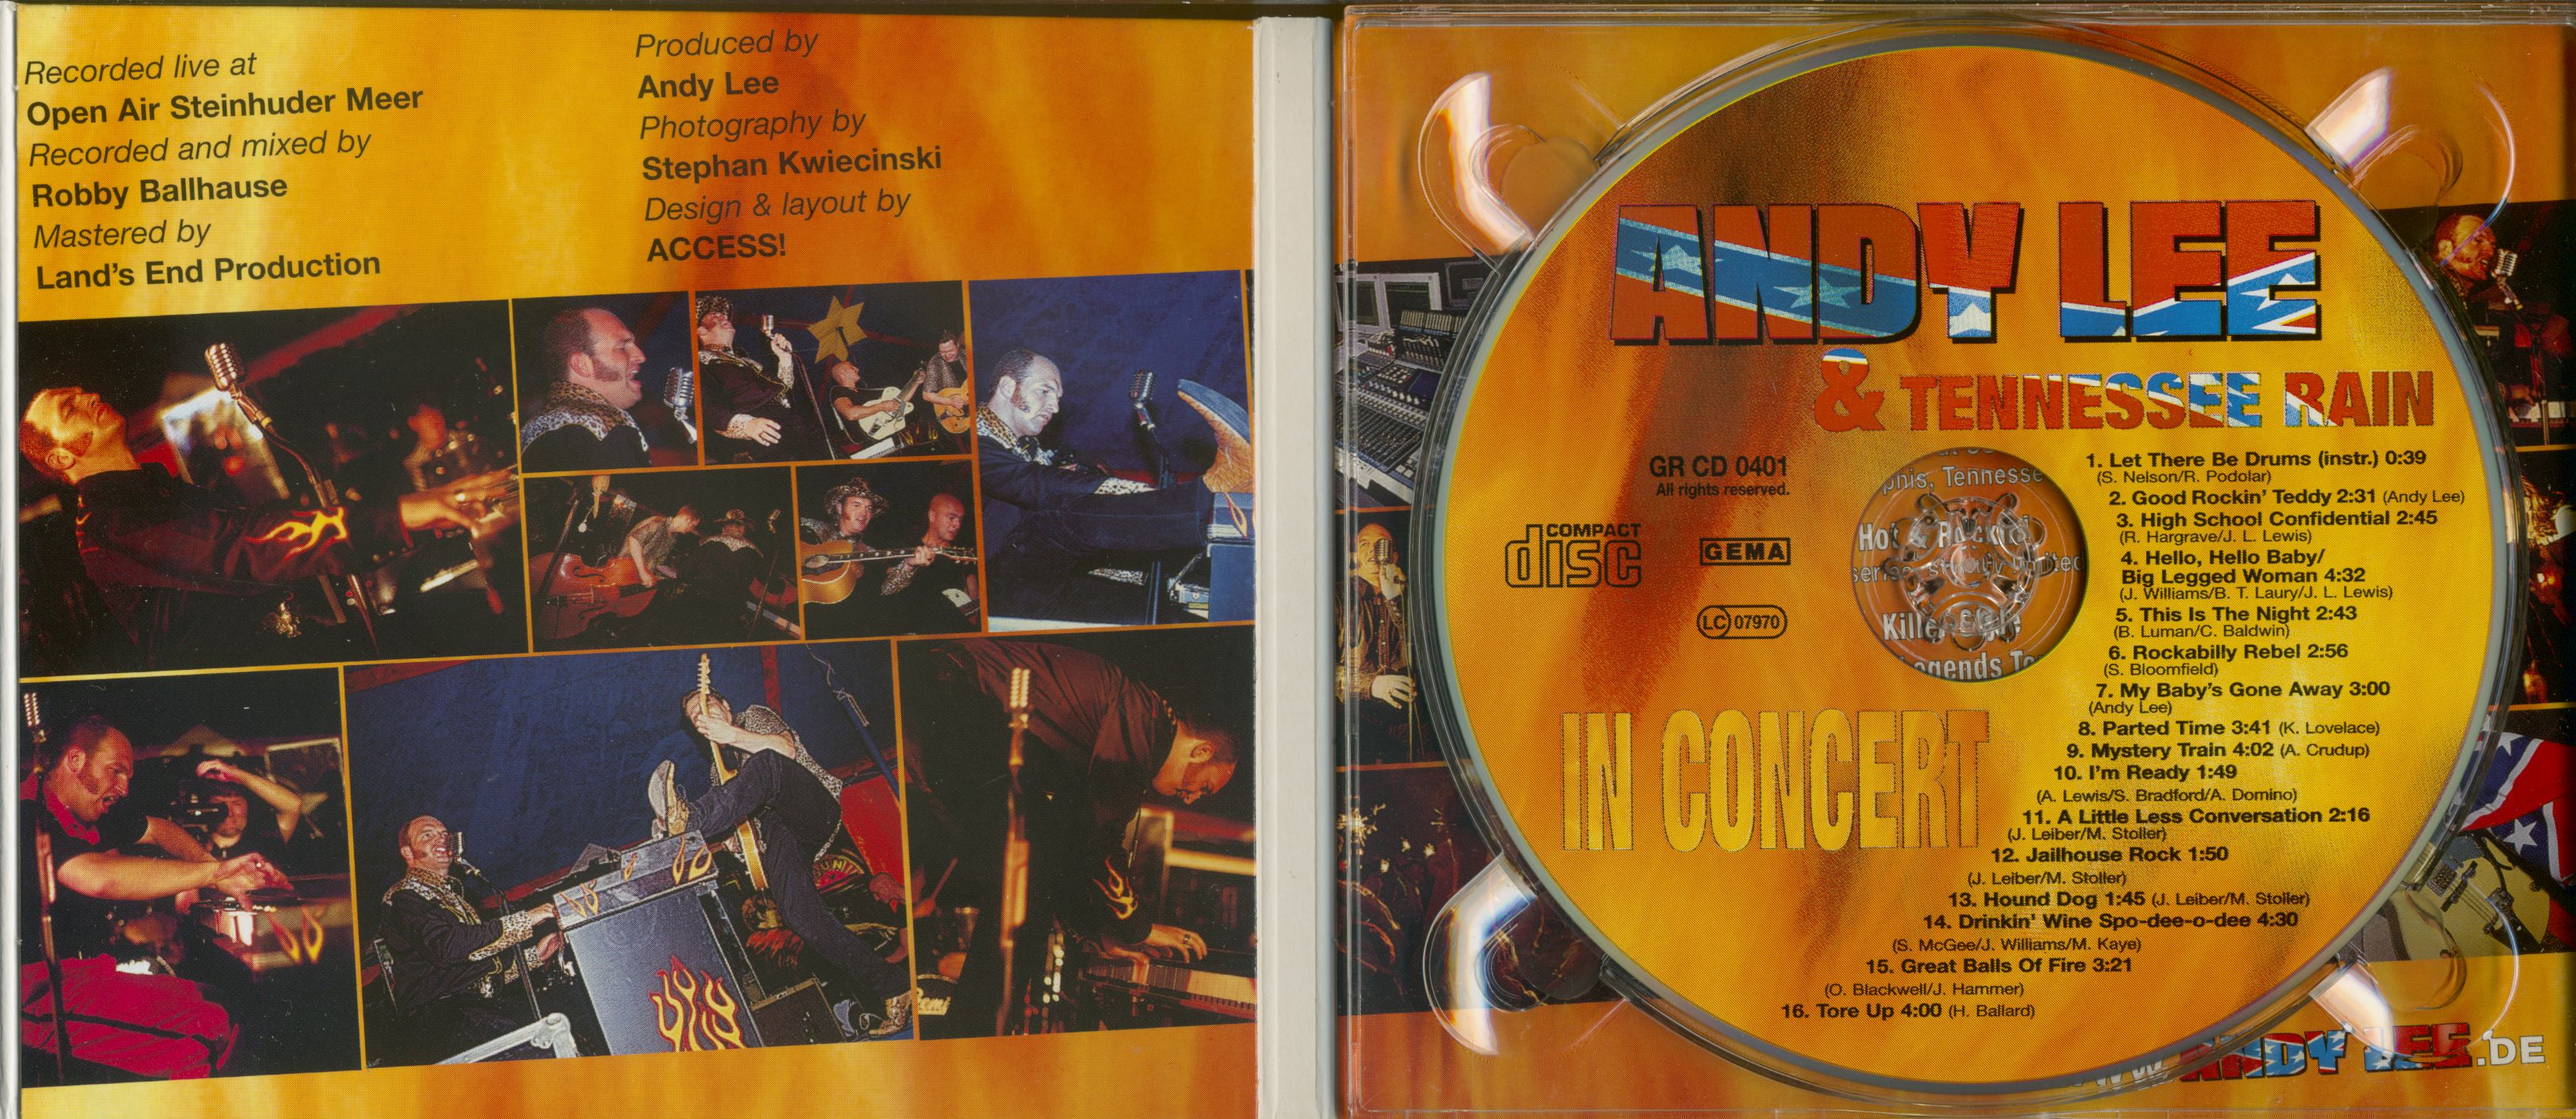 Recorded live at
Open Air Steinhuder Meer
Recorded and mixed by
Robby Ballhause
Mastered by
Land's End Production
Produced by
Andy Lee
Photography by
Stephan Kwiecinski
Design & layout by
ACCESS!
ANDY LEE
& TENNESSEE RAIN
GR CD 0401
All rights reserved.
COMPACT
disc
GEMA
LC 07970
IN CONCERT
1. Let There Be Drums (instr.) 0:39
(S. Nelson/R. Podolar)
2. Good Rockin' Teddy 2:31 (Andy Lee)
3. High School Confidential 2:45
(R. Hargrave/J. L. Lewis)
4. Hello, Hello Baby/
Big Legged Woman 4:32
(J. Williams/B. T. Laury/J. L. Lewis)
5. This Is The Night 2:43
(B. Luman/C. Baldwin)
6. Rockabilly Rebel 2:56
(S. Bloomfield)
7. My Baby's Gone Away 3:00
(Andy Lee)
8. Parted Time 3:41 (K. Lovelace)
9. Mystery Train 4:02 (A. Crudup)
10. I'm Ready 1:49
(A. Lewis/S. Bradford/A. Domino)
11. A Little Less Conversation 2:16
(J. Leiber/M. Stoller)
12. Jailhouse Rock 1:50
(J. Leiber/M. Stoller)
13. Hound Dog 1:45 (J. Leiber/M. Stoller)
14. Drinkin' Wine Spo-dee-o-dee 4:30
(S. McGee/J. Williams/M. Kaye)
15. Great Balls Of Fire 3:21
(O. Blackwell/J. Hammer)
16. Tore Up 4:00 (H. Ballard)
phis, Tennesse
Hot &
Kille
gends To
ANDY LEE.DE